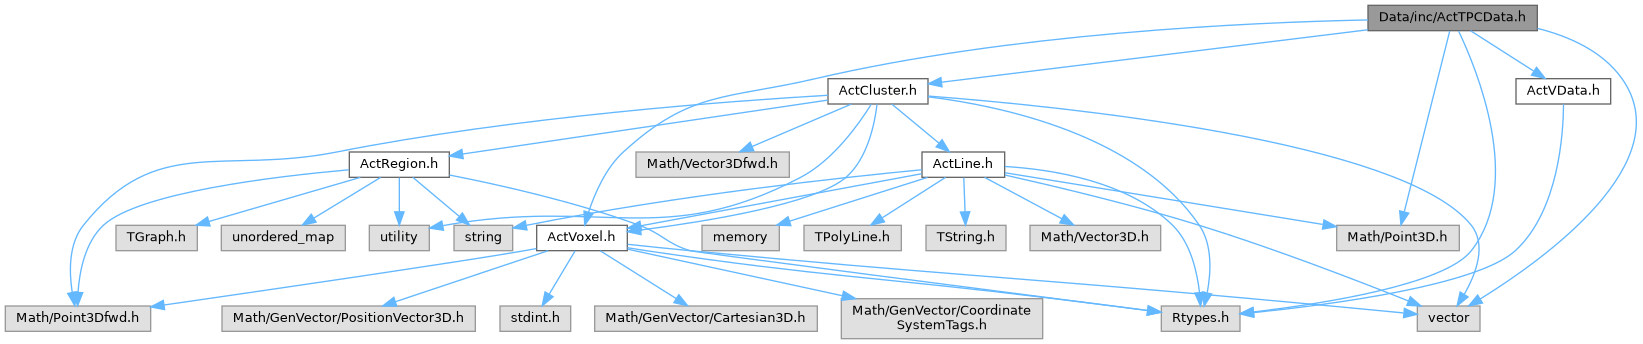 Data/inc/ActTPCData.h
ActCluster.h
ActVData.h
ActRegion.h
Math/Vector3Dfwd.h
ActLine.h
TGraph.h
unordered_map
utility
string
ActVoxel.h
memory
TPolyLine.h
TString.h
Math/Vector3D.h
Math/Point3D.h
Math/Point3Dfwd.h
Math/GenVector/PositionVector3D.h
stdint.h
Math/GenVector/Cartesian3D.h
Math/GenVector/Coordinate
SystemTags.h
Rtypes.h
vector